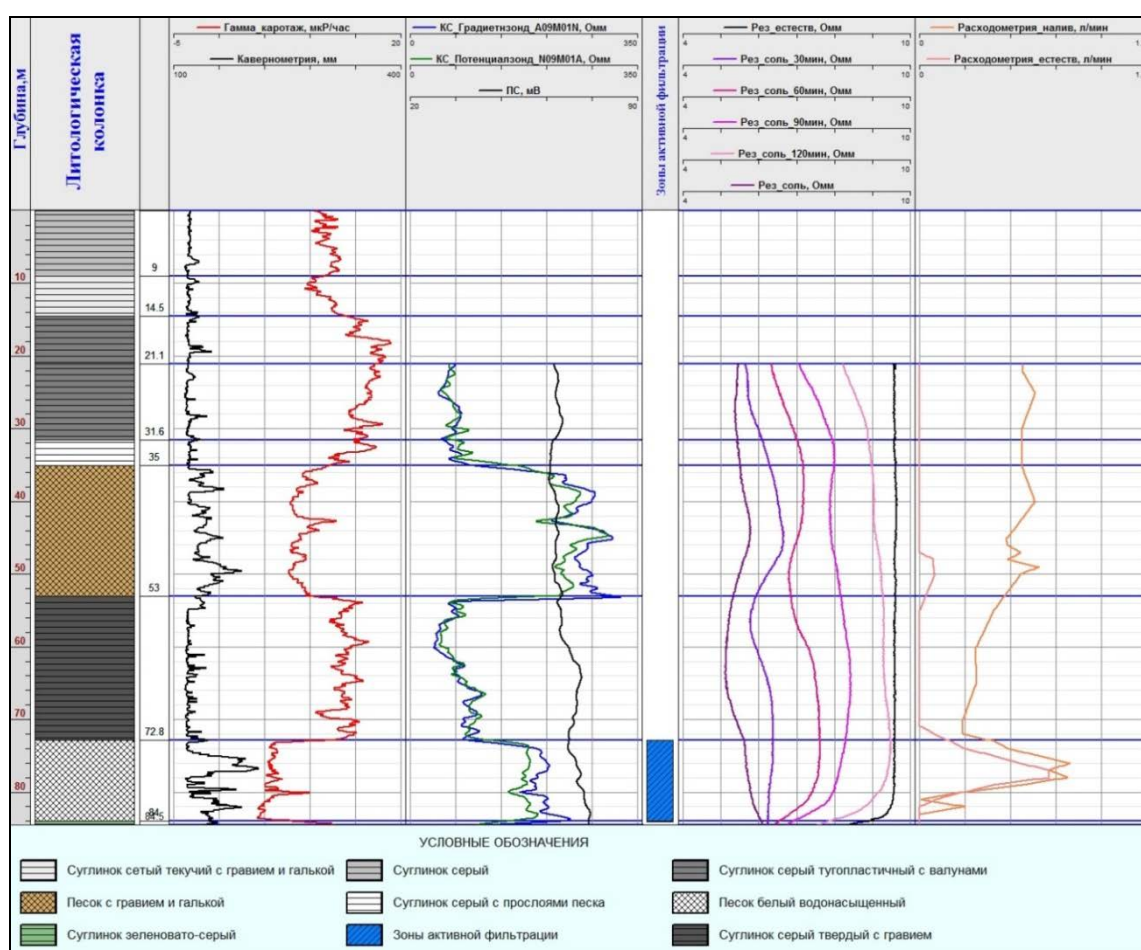 Глубина,м
Литологическая
колонка
Гамма_каротаж, мкР/час
-5 20
Кавернометрия, мм
100 400
КС_Градиетнзонд_A09M01N, Омм
0 350
КС_Потенциалзонд_N09M01A, Омм
0 350
ПС, мВ
20 90
Зоны активной фильтрации
Рез_естеств, Омм
4 10
Рез_соль_30мин, Омм
4 10
Рез_соль_60мин, Омм
4 10
Рез_соль_90мин, Омм
4 10
Рез_соль_120мин, Омм
4 10
Рез_соль, Омм
4 10
Расходометрия_налив, л/мин
0 1.
Расходометрия_естеств, л/мин
0 1.
9
10
14.5
20
21.1
30
31.6
35
40
50
53
60
70
72.8
80
84
УСЛОВНЫЕ ОБОЗНАЧЕНИЯ
Суглинок сетый текучий с гравием и галькой
Суглинок серый
Суглинок серый тугопластичный с валунами
Песок с гравием и галькой
Суглинок серый с прослоями песка
Песок белый водонасыщенный
Суглинок зеленовато-серый
Зоны активной фильтрации
Суглинок серый твердый с гравием